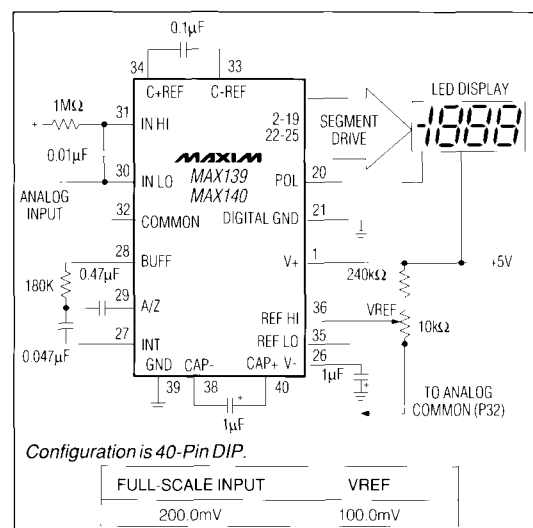 0.1µF
34
33
C+REF
C-REF
LED DISPLAY
1MΩ
31
IN HI
2-19
22-25
SEGMENT
DRIVE
-1888
0.01µF
MAXIM
30
IN LO
MAX139
MAX140
POL
20
ANALOG
INPUT
32
COMMON
DIGITAL GND
21
28
BUFF
V+
1
+5V
180K
0.47µF
240kΩ
29
A/Z
36
REF HI
VREF
REF LO
35
10kΩ
27
INT
26
0.047µF
GND
CAP-
CAP+
V-
1µF
39
38
40
1µF
TO ANALOG
COMMON (P32)
Configuration is 40-Pin DIP.
FULL-SCALE INPUT
VREF
200.0mV
100.0mV